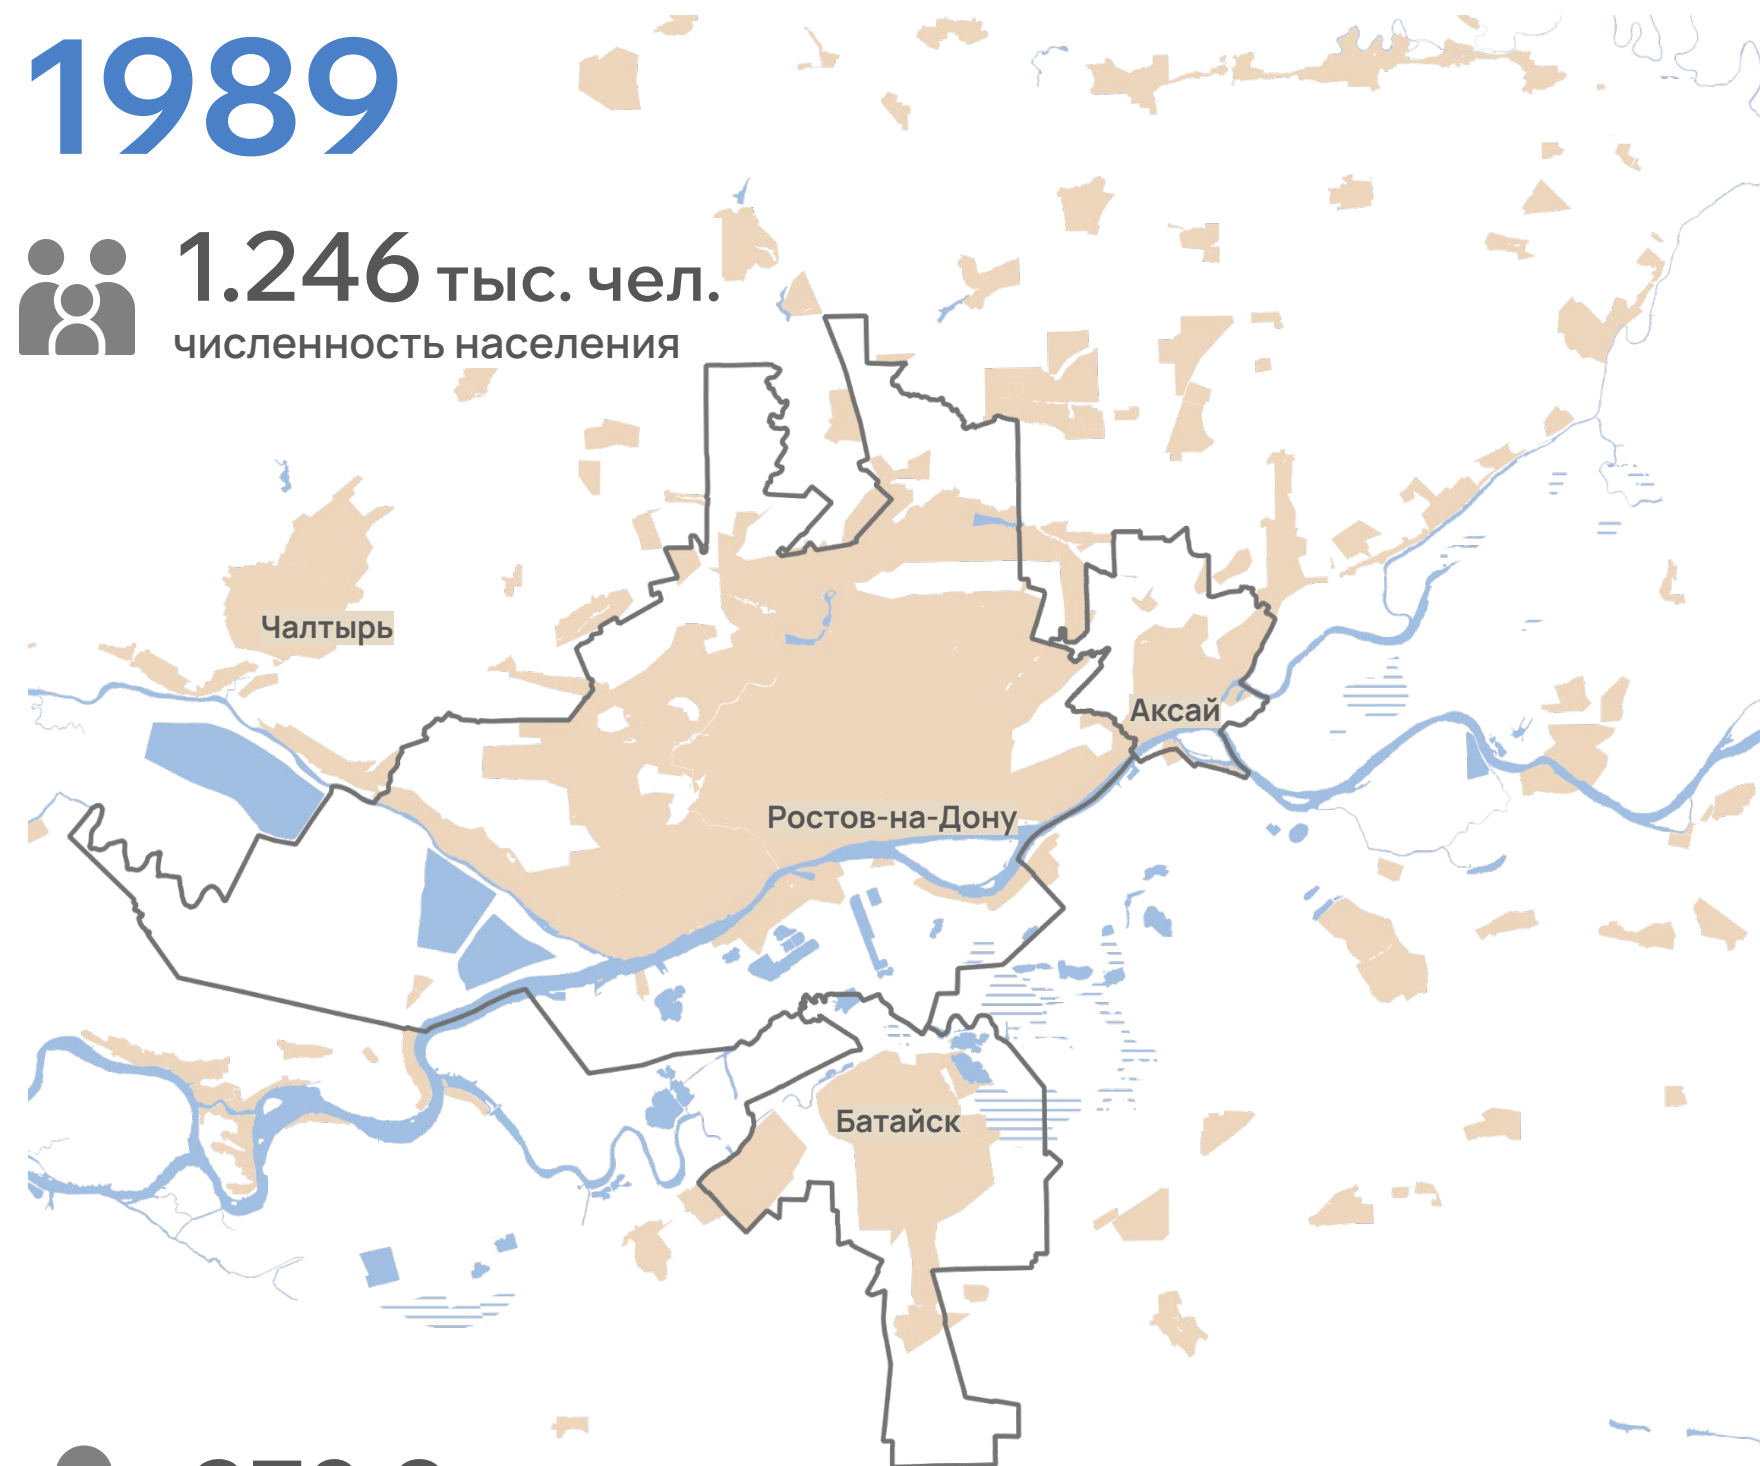 1989
1.246 тыс. чел.
численность населения
Чалтырь
Аксай
Ростов-на-Дону
Батайск